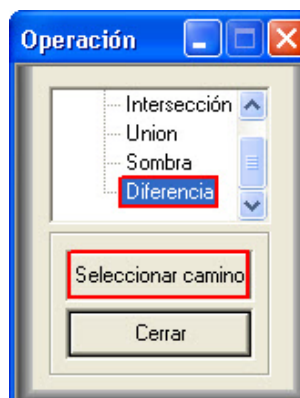 Operación
Intersección
Union
Sombra
Diferencia
Seleccionar camino
Cerrar